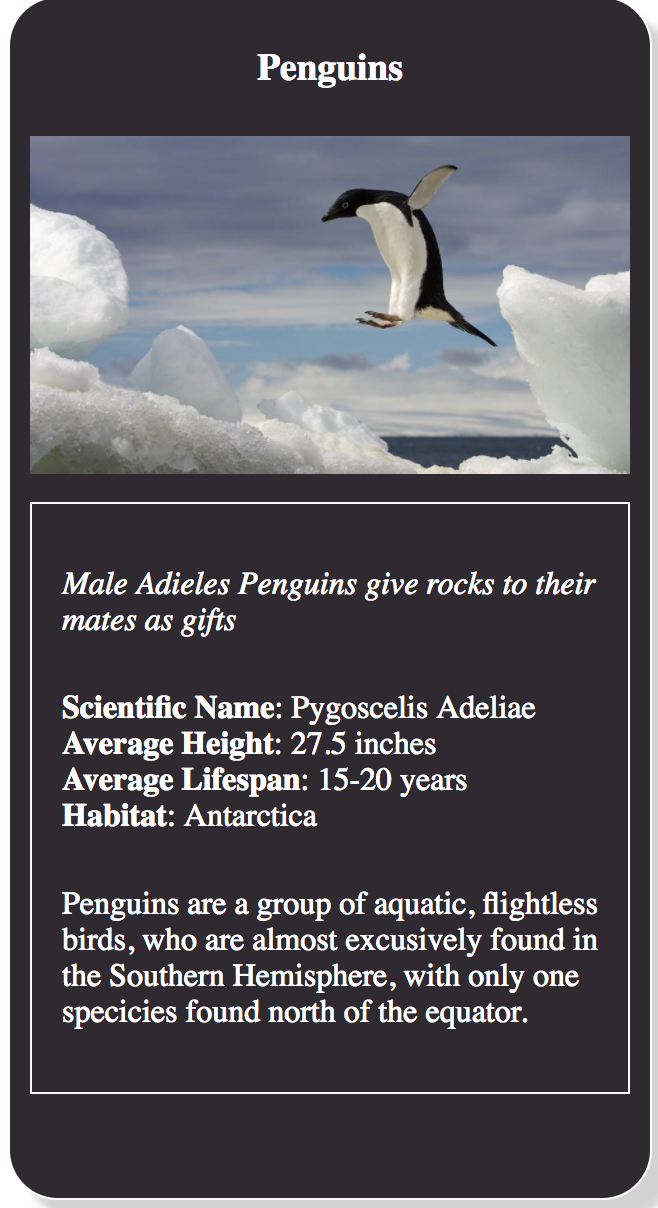 Penguins
Male Adieles Penguins give rocks to their
mates as gifts
Scientific Name: Pygoscelis Adeliae
Average Height: 27.5 inches
Average Lifespan: 15-20 years
Habitat: Antarctica
Penguins are a group of aquatic, flightless
birds, who are almost excusively found in
the Southern Hemisphere, with only one
specicies found north of the equator.